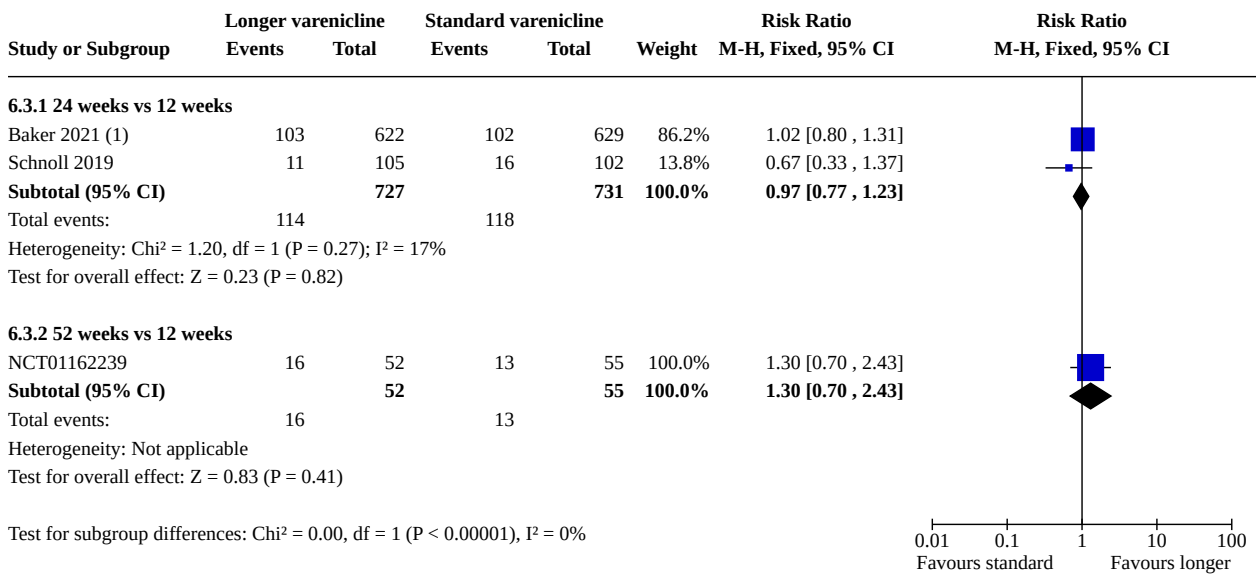 Longer varenicline Standard varenicline Risk Ratio Risk Ratio
Study or Subgroup Events Total Events Total Weight M-H, Fixed, 95% CI M-H, Fixed, 95% CI
6.3.1 24 weeks vs 12 weeks
Baker 2021 (1) 103 622 102 629 86.2% 1.02 [0.80 , 1.31]
Schnoll 2019 11 105 16 102 13.8% 0.67 [0.33 , 1.37]
Subtotal (95% CI) 727 731 100.0% 0.97 [0.77 , 1.23]
Total events: 114 118
Heterogeneity: Chi² = 1.20, df = 1 (P = 0.27); I² = 17%
Test for overall effect: Z = 0.23 (P = 0.82)
6.3.2 52 weeks vs 12 weeks
NCT01162239 16 52 13 55 100.0% 1.30 [0.70 , 2.43]
Subtotal (95% CI) 52 55 100.0% 1.30 [0.70 , 2.43]
Total events: 16 13
Heterogeneity: Not applicable
Test for overall effect: Z = 0.83 (P = 0.41)
Test for subgroup differences: Chi² = 0.00, df = 1 (P < 0.00001), I² = 0%
0.01 0.1 1 10 100
Favours standard Favours longer